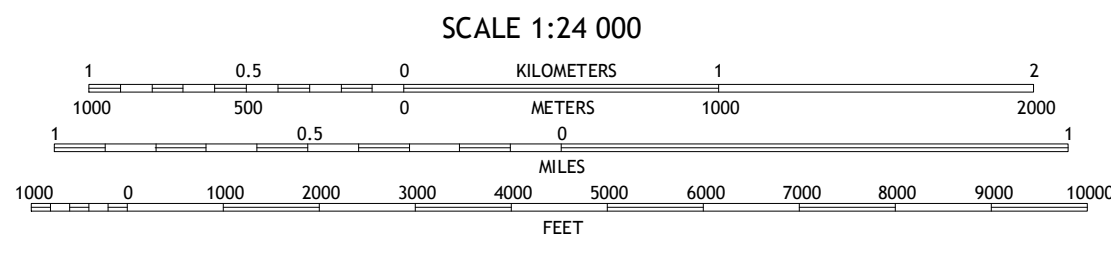 SCALE 1:24 000
1 0.5 0 KILOMETERS 1 2
1000 500 0 METERS 1000 2000
1 0.5 0 1
MILES
1000 0 1000 2000 3000 4000 5000 6000 7000 8000 9000 10000
FEET